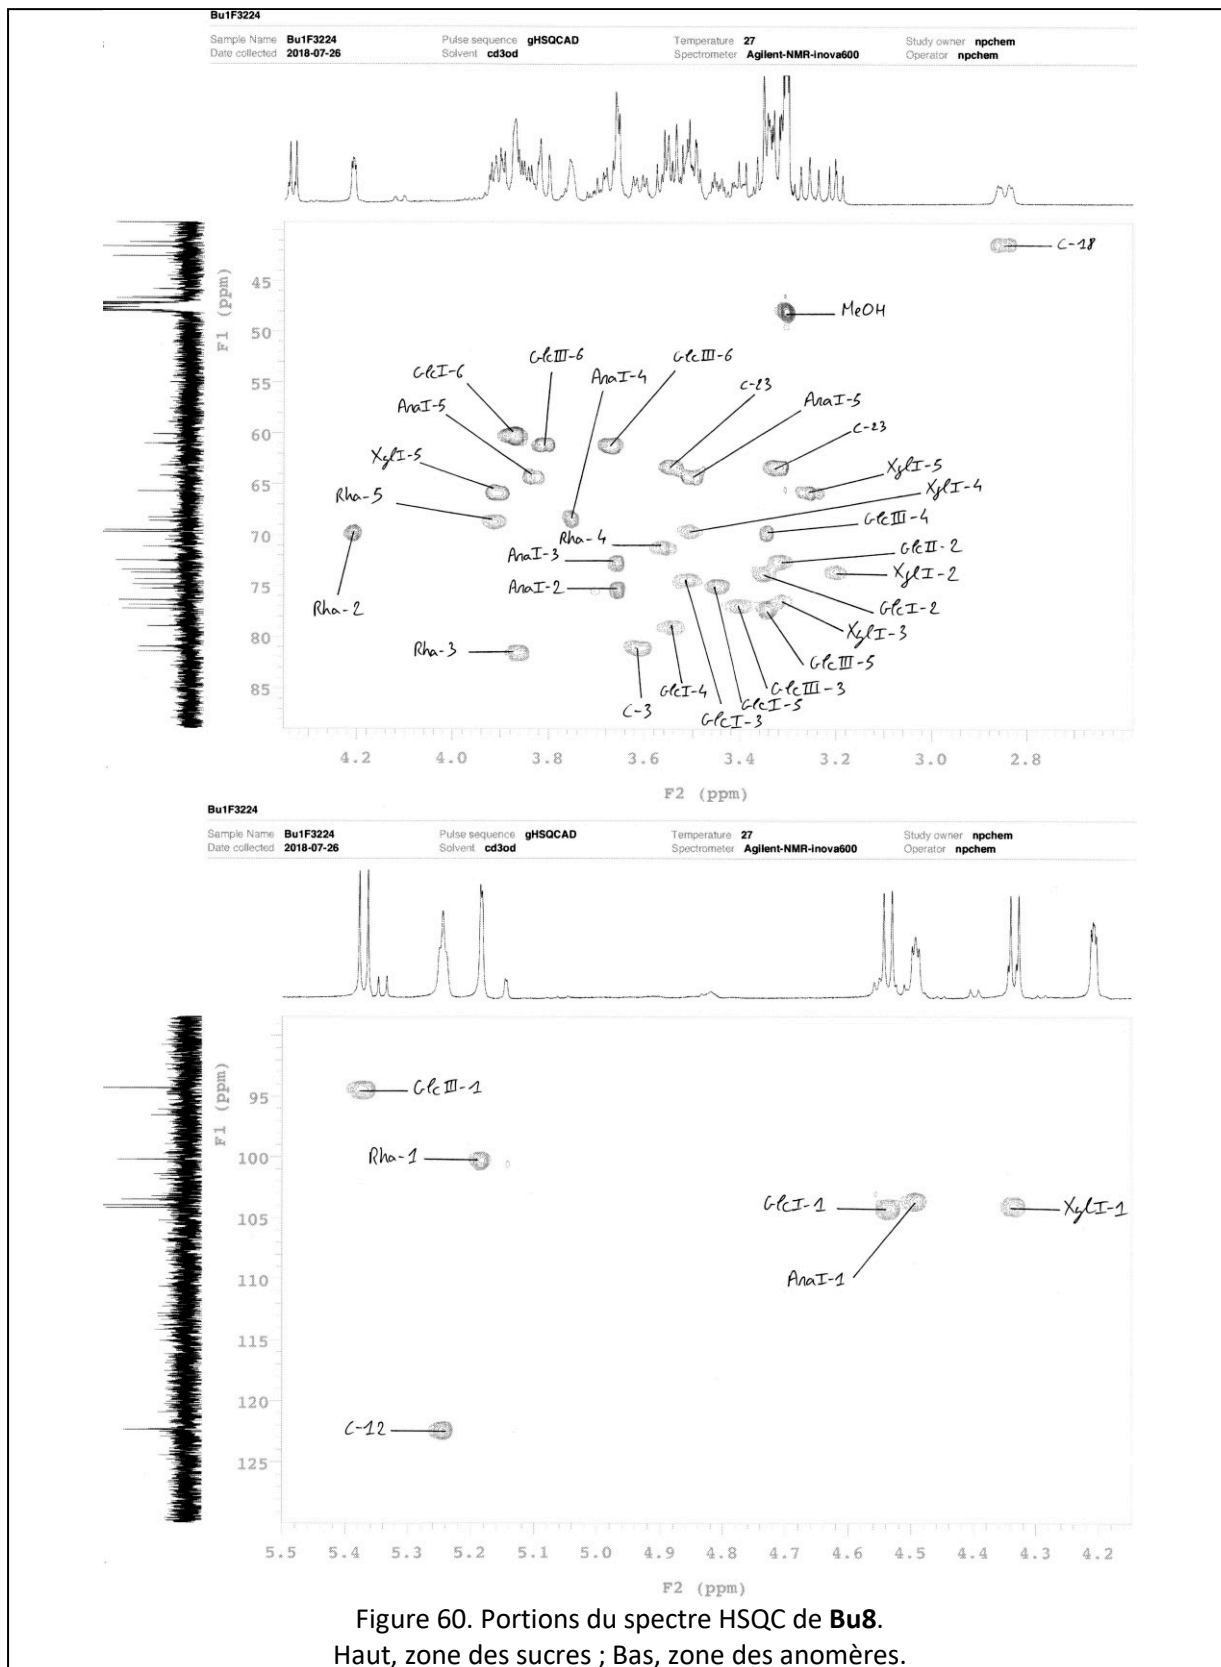 Bu1F3224
Sample Name Bu1F3224 Pulse sequence gHSQCAD Temperature 27 Study owner npchem
Date collected 2018-07-26 Solvent cd3od Spectrometer Agilent-NMR-inova600 Operator npchem
F1 (ppm)
45
50
55
60
65
70
75
80
85
C-18
MeOH
GlcIII-6
GlcI-6
AraI-4
GlcIII-6
C-23
AraI-5
AraI-5
C-23
XylI-5
XylI-5
XylI-4
Rha-5
GlcIII-4
Rha-4
GlcII-2
AraI-3
XylI-2
AraI-2
Rha-2
GlcI-2
XylI-3
Rha-3
GlcIII-5
GlcIII-3
GlcI-4
GlcI-5
C-3
GlcI-3
4.2 4.0 3.8 3.6 3.4 3.2 3.0 2.8
F2 (ppm)
Bu1F3224
Sample Name Bu1F3224 Pulse sequence gHSQCAD Temperature 27 Study owner npchem
Date collected 2018-07-26 Solvent cd3od Spectrometer Agilent-NMR-inova600 Operator npchem
F1 (ppm)
95
100
105
110
115
120
125
GlcIII-1
Rha-1
GlcI-1
XylI-1
AraI-1
C-12
5.5 5.4 5.3 5.2 5.1 5.0 4.9 4.8 4.7 4.6 4.5 4.4 4.3 4.2
F2 (ppm)
Figure 60. Portions du spectre HSQC de Bu8.
Haut, zone des sucres ; Bas, zone des anomères.